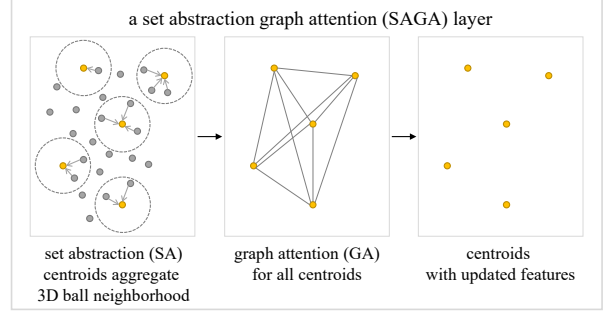 a set abstraction graph attention (SAGA) layer
set abstraction (SA)
centroids aggregate
3D ball neighborhood
graph attention (GA)
for all centroids
centroids
with updated features